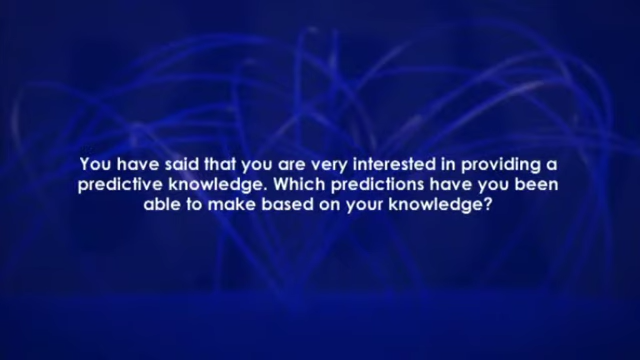 You have said that you are very interested in providing a
predictive knowledge. Which predictions have you been
able to make based on your knowledge?